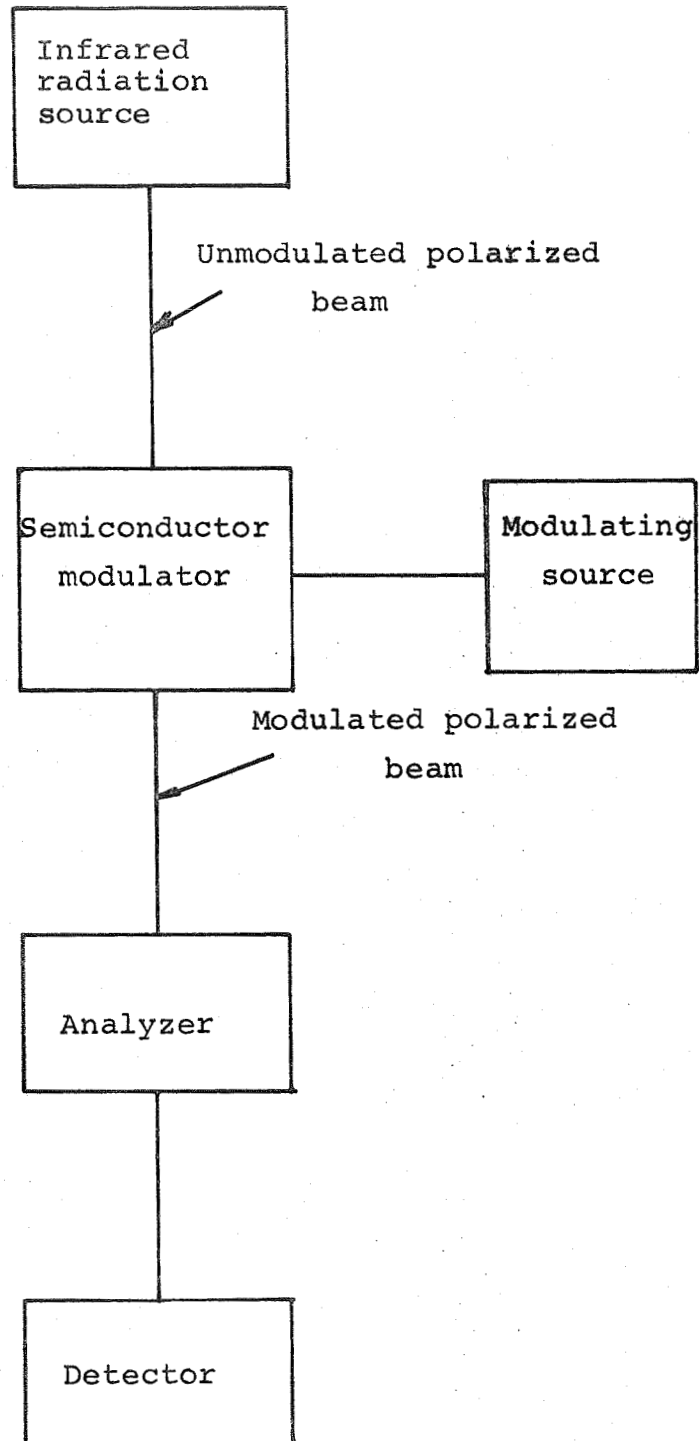 Infrared
radiation
source
Unmodulated polarized
beam
Semiconductor
modulator
Modulating
source
Modulated polarized
beam
Analyzer
Detector